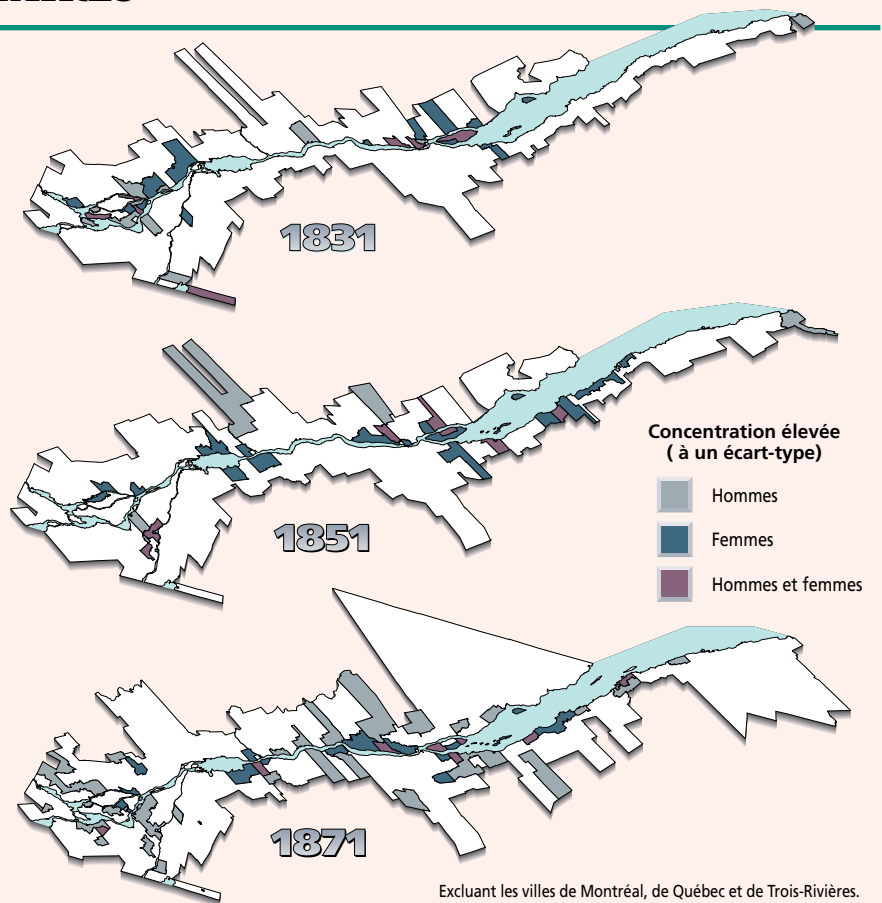 1831
1851
Concentration élevée
( à un écart-type)
Hommes
Femmes
Hommes et femmes
1871
Excluant les villes de Montréal, de Québec et de Trois-Rivières.